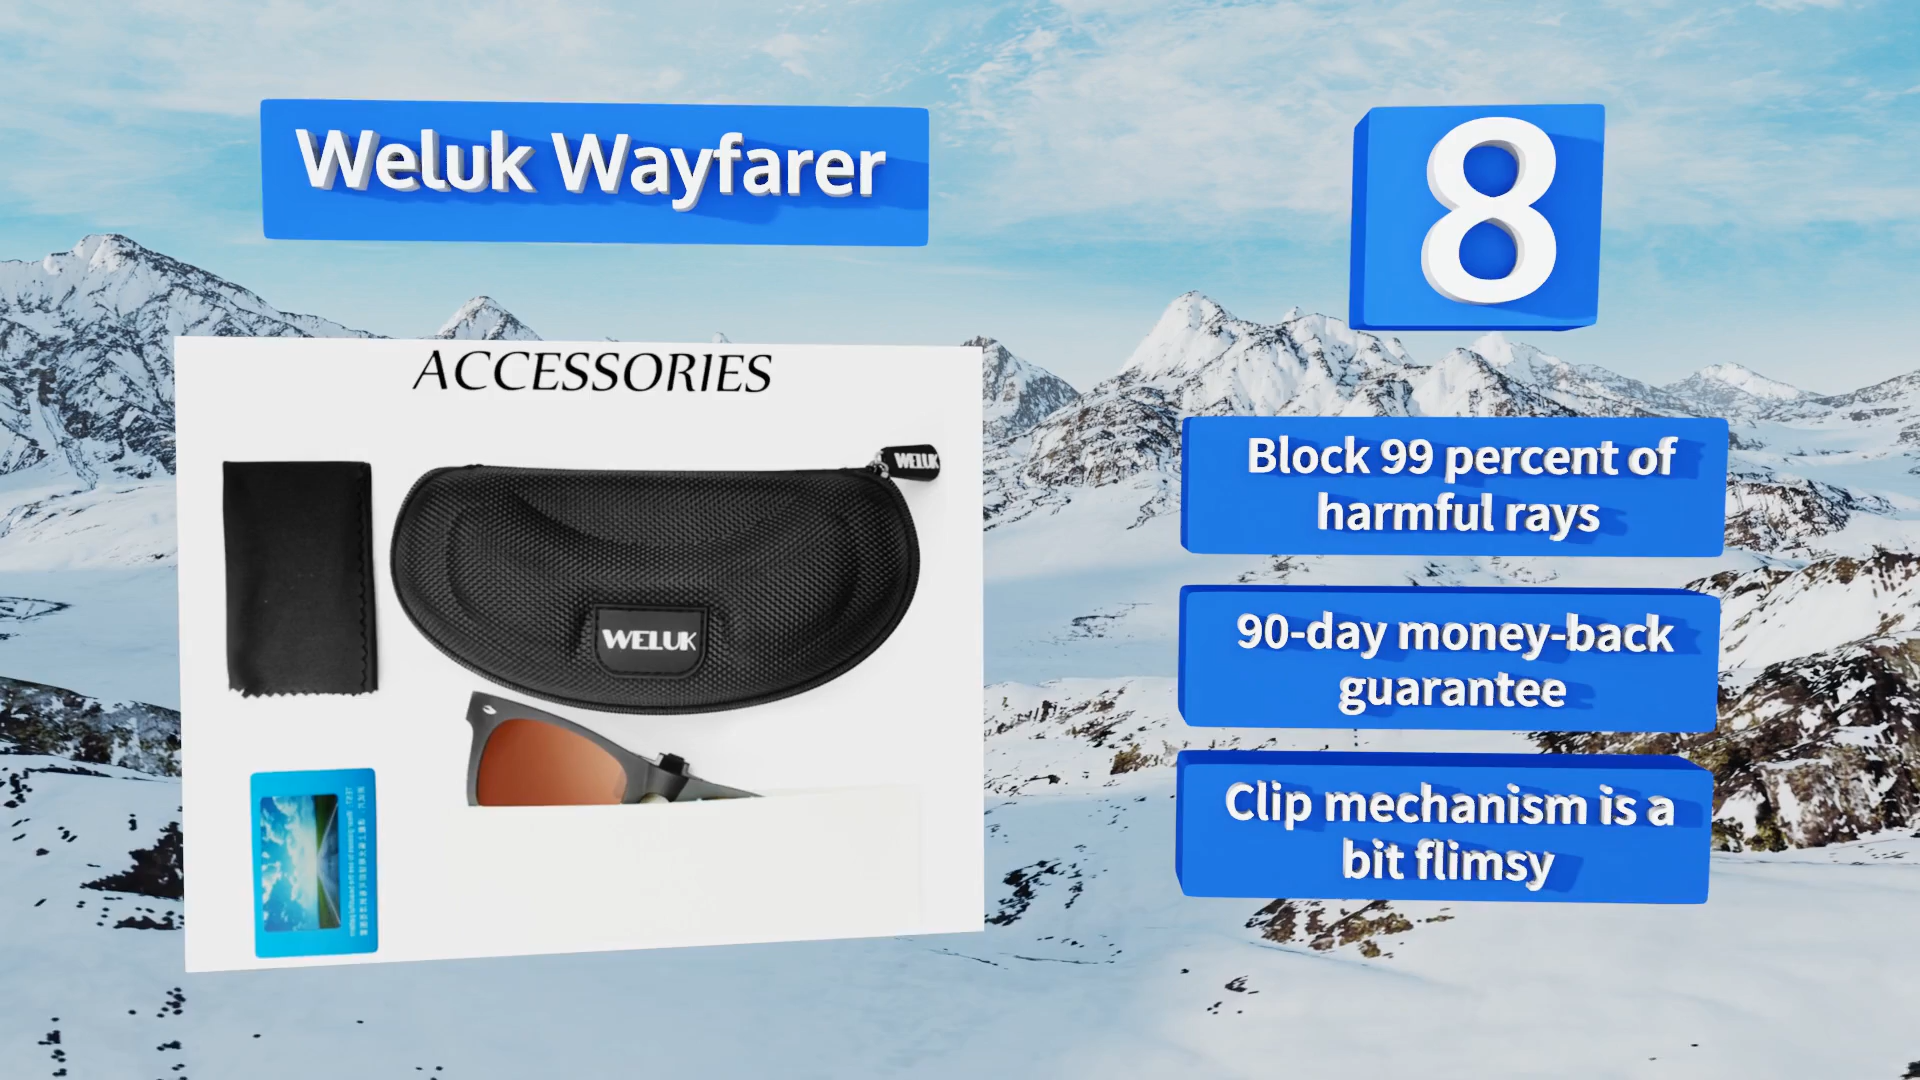 Weluk Wayfarer
8
ACCESSORIES
WELUK
WELUK
Block 99 percent of
harmful rays
90-day money-back
guarantee
Clip mechanism is a
bit flimsy